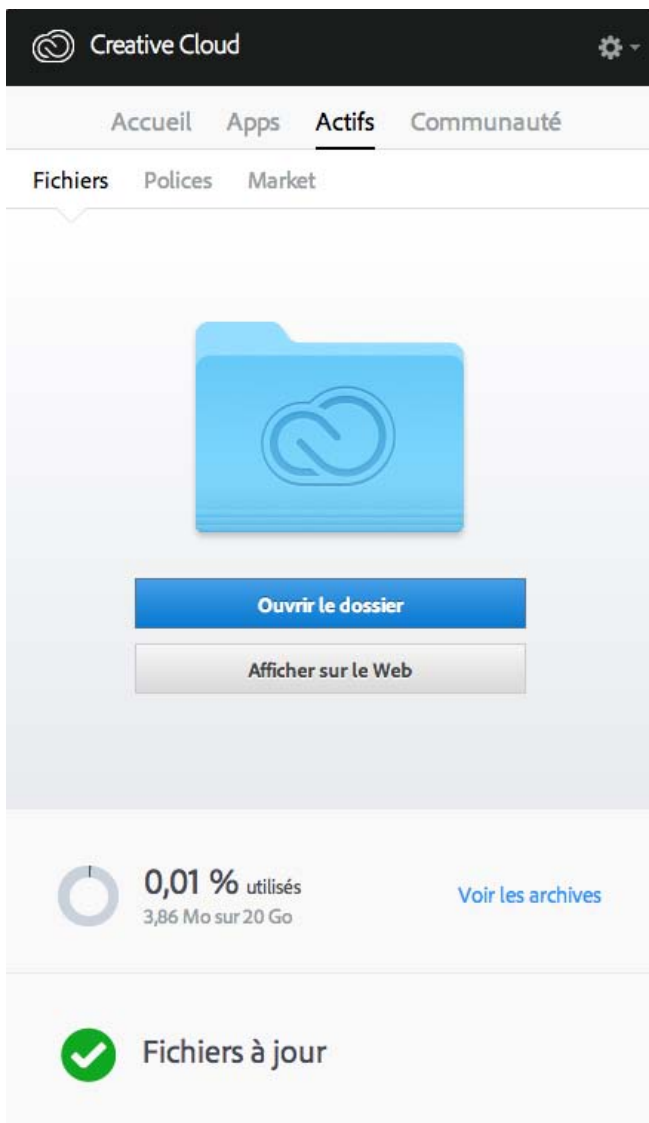 Creative Cloud
Accueil Apps Actifs Communauté
Fichiers Polices Market
Ouvrir le dossier
Afficher sur le Web
0,01 % utilisés
3,86 Mo sur 20 Go
Voir les archives
Fichiers à jour